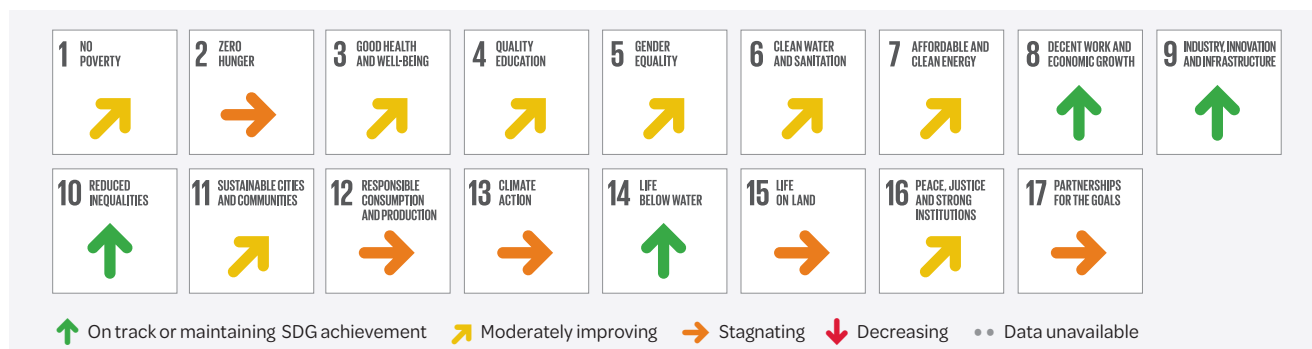 1 NO
POVERTY
2 ZERO
HUNGER
3 GOOD HEALTH
AND WELL-BEING
4 QUALITY
EDUCATION
5 GENDER
EQUALITY
6 CLEAN WATER
AND SANITATION
7 AFFORDABLE AND
CLEAN ENERGY
8 DECENT WORK AND
ECONOMIC GROWTH
9 INDUSTRY, INNOVATION
AND INFRASTRUCTURE
10 REDUCED
INEQUALITIES
11 SUSTAINABLE CITIES
AND COMMUNITIES
12 RESPONSIBLE
CONSUMPTION
AND PRODUCTION
13 CLIMATE
ACTION
14 LIFE
BELOW WATER
15 LIFE
ON LAND
16 PEACE, JUSTICE
AND STRONG
INSTITUTIONS
17 PARTNERSHIPS
FOR THE GOALS
On track or maintaining SDG achievement Moderately improving Stagnating Decreasing Data unavailable